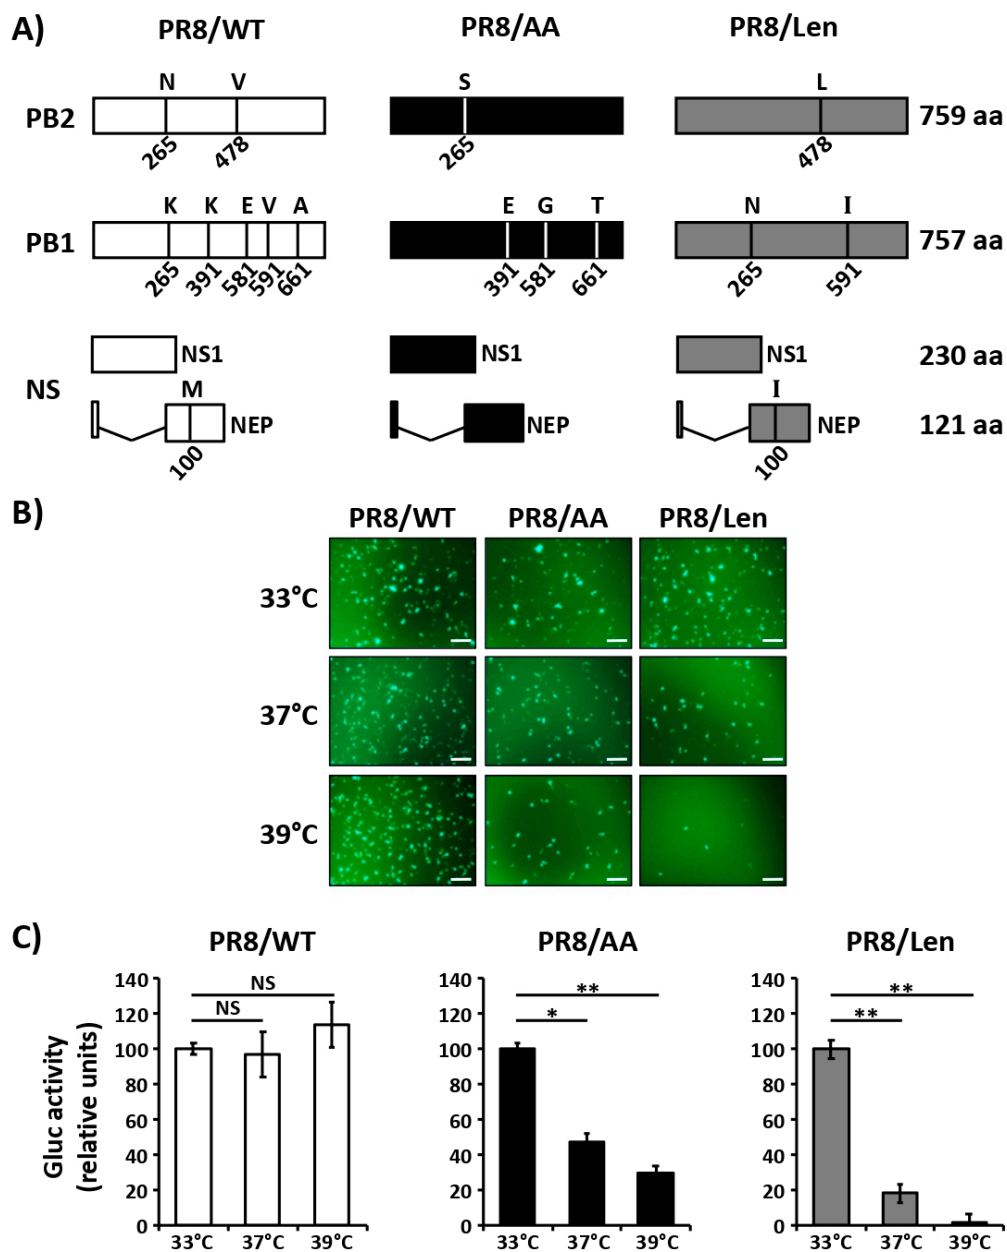 A)
PR8/WT PR8/AA PR8/Len
N V S L
PB2 759 aa
265 478 265 478
K K E V A E G T N I
PB1 757 aa
265 391 581 591 661 391 581 661 265 591
NS1 NS1 NS1 230 aa
NS
M I
NEP NEP NEP 121 aa
100 100
B)
PR8/WT PR8/AA PR8/Len
33°C
37°C
39°C
C)
PR8/WT PR8/AA PR8/Len
Gluc activity
(relative units)
140 140 140
NS ** **
120 NS 120 * 120 **
100 100 100
80 80 80
60 60 60
40 40 40
20 20 20
0 0 0
33°C 37°C 39°C 33°C 37°C 39°C 33°C 37°C 39°C